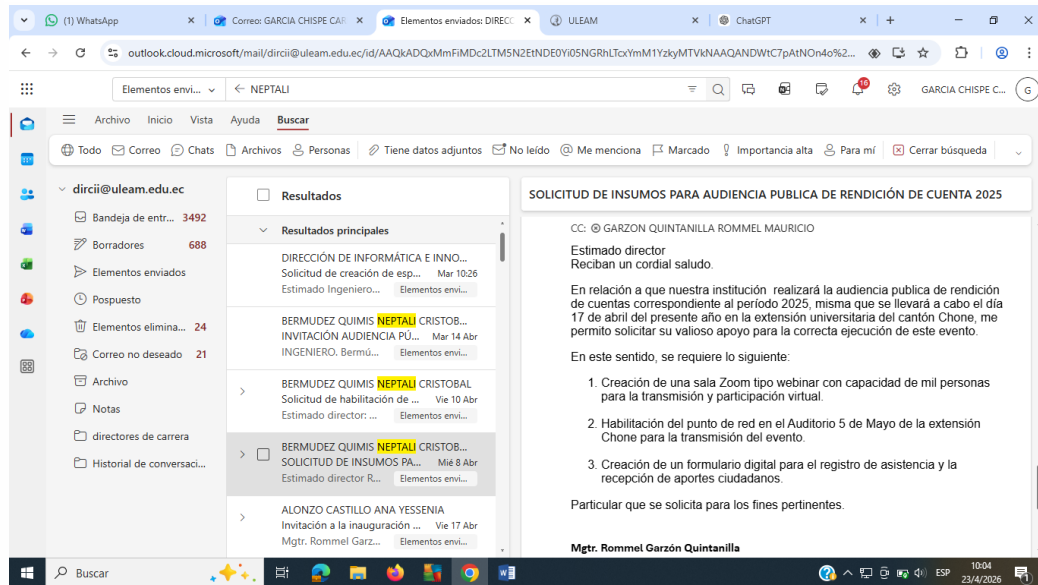 (1) WhatsApp
Correo: GARCIA CHISPE CAR
Elementos enviados: DIREC
ULEAM
ChatGPT
outlook.cloud.microsoft/mail/dircii@uleam.edu.ec/id/AAQkADQxMmFiMDc2LTM5N2EtNDE0Yi05NGRhLTcxYmM1YzkyMTVkNAAQANDWtC7pAtNOn4o%2...
Elementos envi...
NEPTALI
16
GARCIA CHISPE C...
G
Archivo Inicio Vista Ayuda Buscar
Todo Correo Chats Archivos Personas Tiene datos adjuntos No leído Me menciona Marcado Importancia alta Para mí Cerrar búsqueda
dircii@uleam.edu.ec
Bandeja de entr... 3492
Borradores 688
Elementos enviados
Pospuesto
Elementos elimina... 24
Correo no deseado 21
Archivo
Notas
directores de carrera
Historial de conversaci...
Resultados
Resultados principales
DIRECCIÓN DE INFORMÁTICA E INNO...
Solicitud de creación de esp... Mar 10:26
Estimado Ingeniero... Elementos envi...
BERMUDEZ QUIMIS NEPTALI CRISTOB...
INVITACIÓN AUDIENCIA PÚ... Mar 14 Abr
INGENIERO. Bermú... Elementos envi...
BERMUDEZ QUIMIS NEPTALI CRISTOBAL
Solicitud de habilitación de ... Vie 10 Abr
Estimado director: ... Elementos envi...
BERMUDEZ QUIMIS NEPTALI CRISTOB...
SOLICITUD DE INSUMOS PA... Mié 8 Abr
Estimado director R... Elementos envi...
ALONZO CASTILLO ANA YESSENIA
Invitación a la inauguración ... Vie 17 Abr
Mgtr. Rommel Garz... Elementos envi...
SOLICITUD DE INSUMOS PARA AUDIENCIA PUBLICA DE RENDICIÓN DE CUENTA 2025
CC: GARZON QUINTANILLA ROMMEL MAURICIO
Estimado director
Reciban un cordial saludo.
En relación a que nuestra institución realizará la audiencia publica de rendición
de cuentas correspondiente al período 2025, misma que se llevará a cabo el día
17 de abril del presente año en la extensión universitaria del cantón Chone, me
permito solicitar su valioso apoyo para la correcta ejecución de este evento.
En este sentido, se requiere lo siguiente:
1. Creación de una sala Zoom tipo webinar con capacidad de mil personas
para la transmisión y participación virtual.
2. Habilitación del punto de red en el Auditorio 5 de Mayo de la extensión
Chone para la transmisión del evento.
3. Creación de un formulario digital para el registro de asistencia y la
recepción de aportes ciudadanos.
Particular que se solicita para los fines pertinentes.
Mgtr. Rommel Garzón Quintanilla
Buscar
ESP
10:04
23/4/2026
1